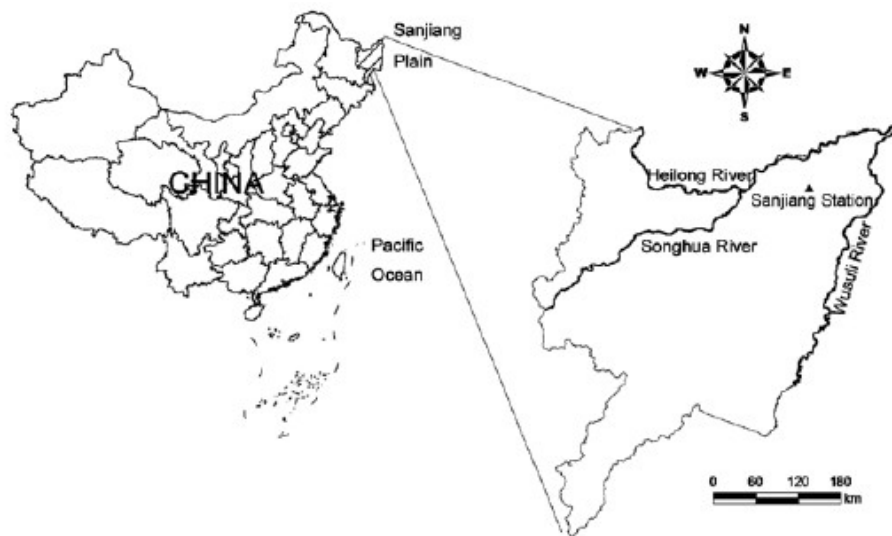 Sanjiang
Plain
CHINA
Pacific
Ocean
N
W E
S
Heilong River
Sanjiang Station
Songhua River
Wusuli River
0 60 120 180
km